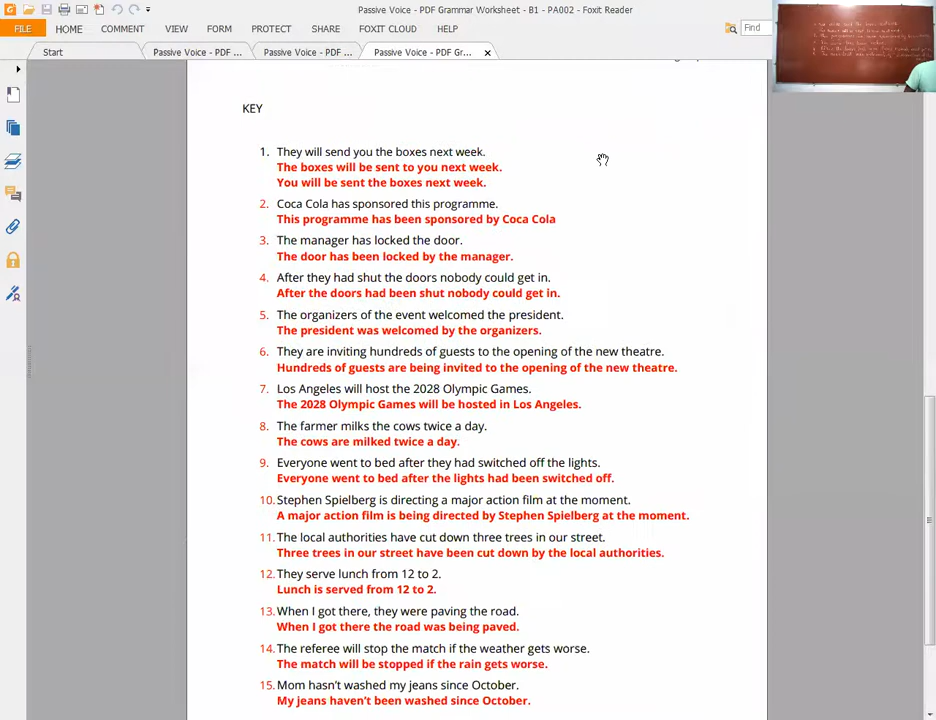 Passive Voice - PDF Grammar Worksheet - B1 - PA002 - Foxit Reader
FILE HOME COMMENT VIEW FORM PROTECT SHARE FOXIT CLOUD HELP
Find
Start Passive Voice - PDF ... Passive Voice - PDF ... Passive Voice - PDF Gr...
KEY
1. They will send you the boxes next week.
The boxes will be sent to you next week.
You will be sent the boxes next week.
2. Coca Cola has sponsored this programme.
This programme has been sponsored by Coca Cola
3. The manager has locked the door.
The door has been locked by the manager.
4. After they had shut the doors nobody could get in.
After the doors had been shut nobody could get in.
5. The organizers of the event welcomed the president.
The president was welcomed by the organizers.
6. They are inviting hundreds of guests to the opening of the new theatre.
Hundreds of guests are being invited to the opening of the new theatre.
7. Los Angeles will host the 2028 Olympic Games.
The 2028 Olympic Games will be hosted in Los Angeles.
8. The farmer milks the cows twice a day.
The cows are milked twice a day.
9. Everyone went to bed after they had switched off the lights.
Everyone went to bed after the lights had been switched off.
10. Stephen Spielberg is directing a major action film at the moment.
A major action film is being directed by Stephen Spielberg at the moment.
11. The local authorities have cut down three trees in our street.
Three trees in our street have been cut down by the local authorities.
12. They serve lunch from 12 to 2.
Lunch is served from 12 to 2.
13. When I got there, they were paving the road.
When I got there the road was being paved.
14. The referee will stop the match if the weather gets worse.
The match will be stopped if the rain gets worse.
15. Mom hasn't washed my jeans since October.
My jeans haven't been washed since October.